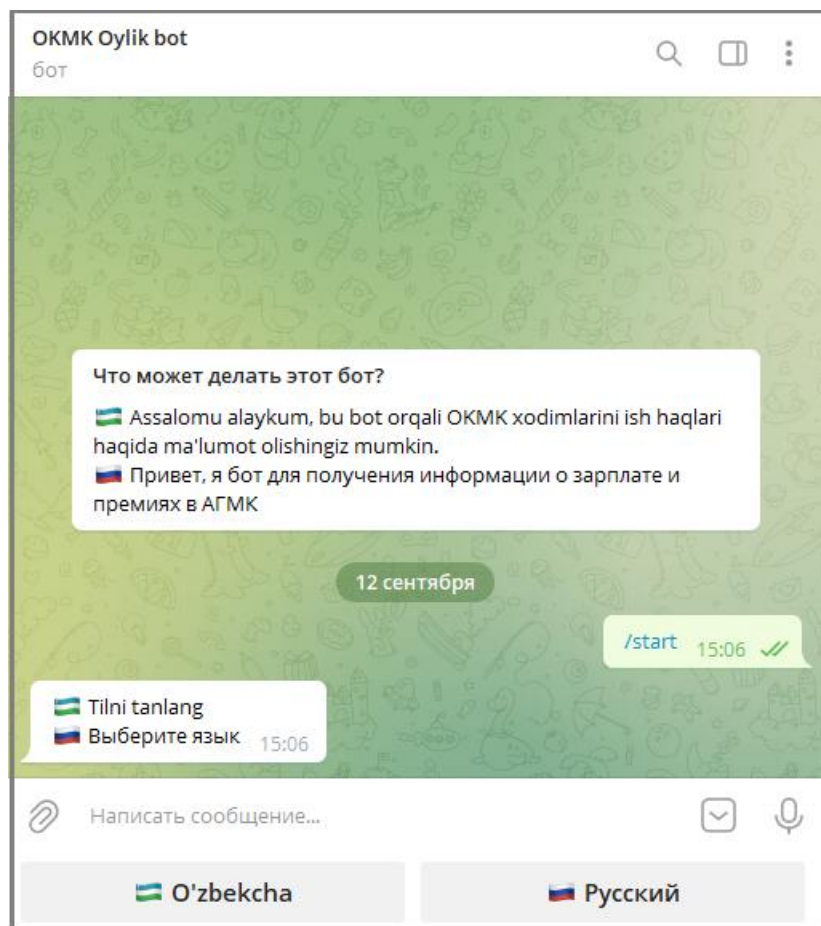 OKMK Oylik bot
бот
Что может делать этот бот?
🇺🇿 Assalomu alaykum, bu bot orqali OKMK xodimlarini ish haqlari
haqida ma'lumot olishingiz mumkin.
🇷🇺 Привет, я бот для получения информации о зарплате и
премиях в АГМК
12 сентября
/start 15:06
🇺🇿 Tilni tanlang
🇷🇺 Выберите язык 15:06
Написать сообщение...
🇺🇿 O'zbekcha
🇷🇺 Русский